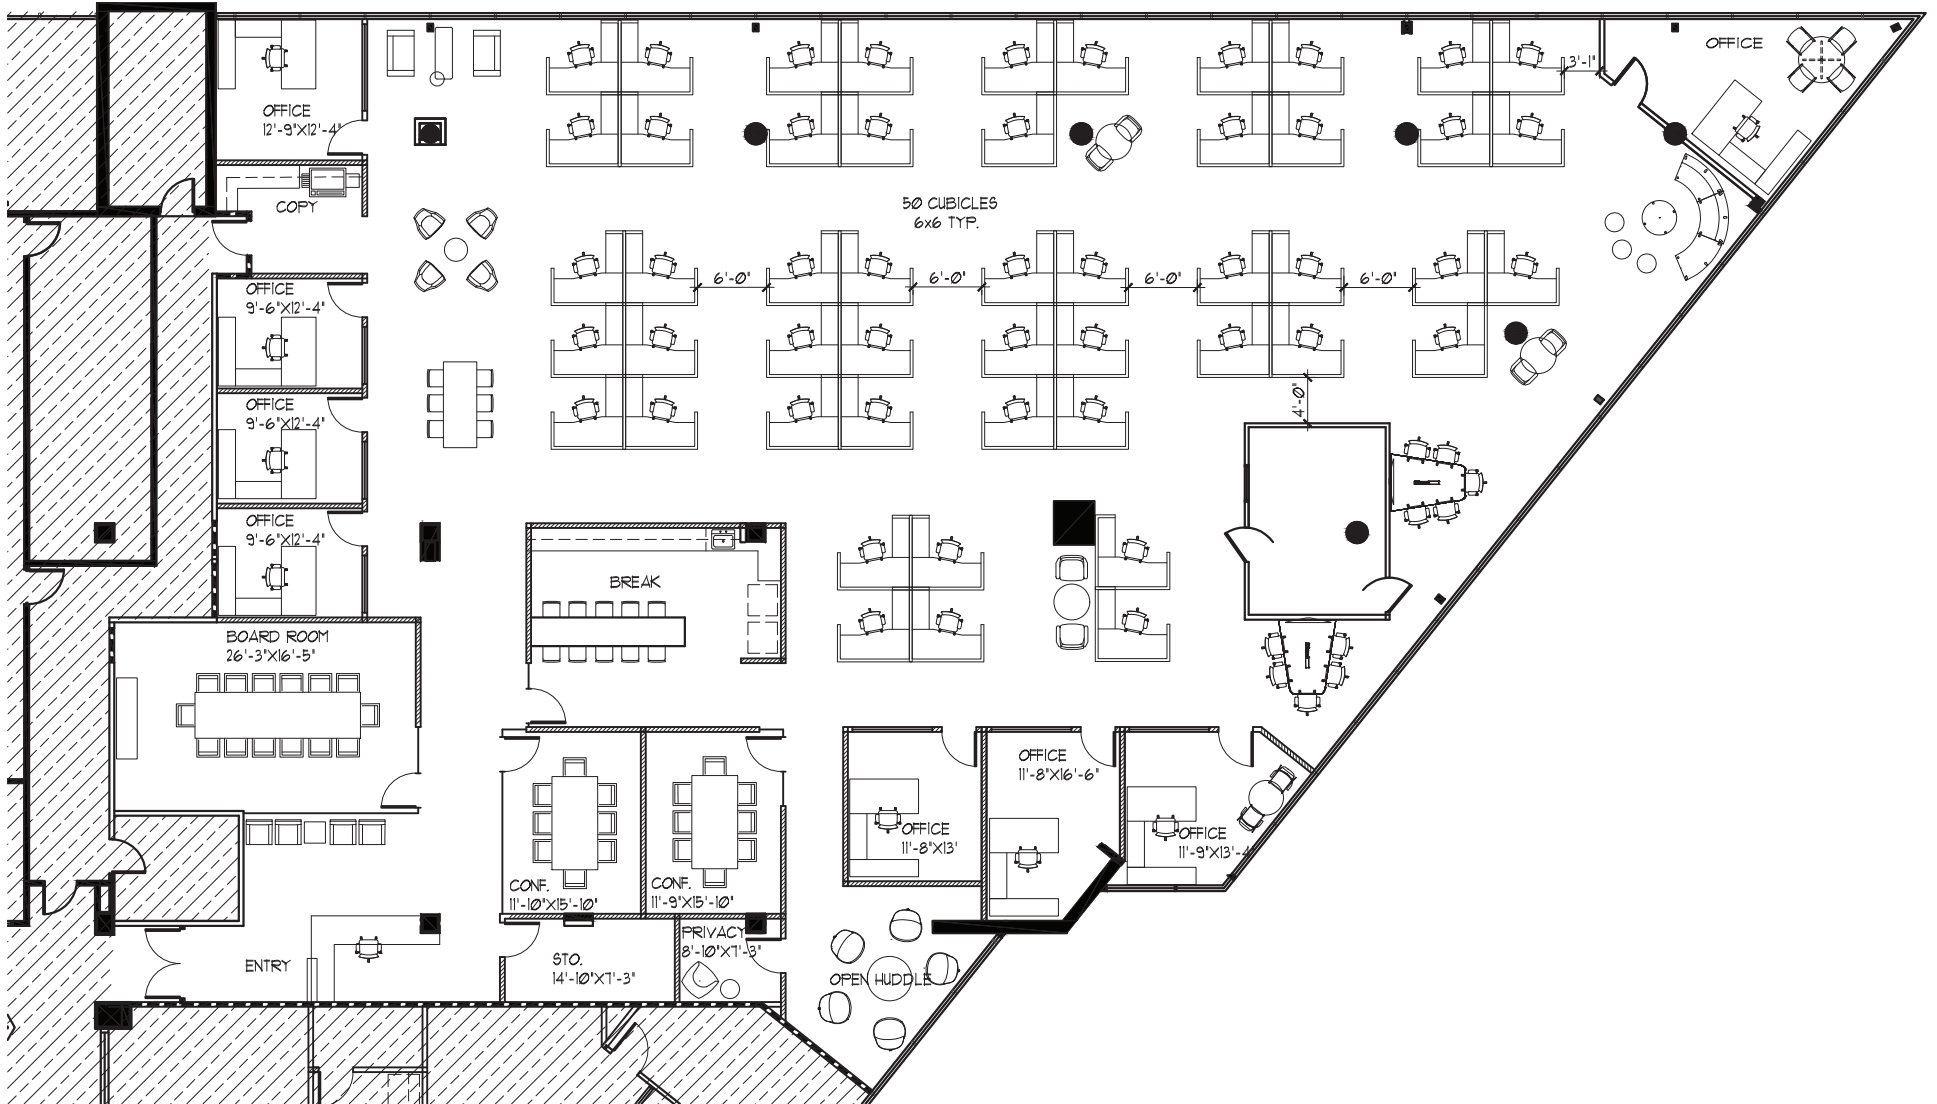 OFFICE
3'-1"
OFFICE
12'-9"X12'-4"
COPY
50 CUBICLES
6x6 TYP.
OFFICE
9'-6"X12'-4"
6'-0"
6'-0"
6'-0"
6'-0"
4'-0"
OFFICE
9'-6"X12'-4"
OFFICE
9'-6"X12'-4"
BREAK
BOARD ROOM
26'-3"X16'-5"
OFFICE
11'-8"X16'-6"
OFFICE
11'-8"X13'
OFFICE
11'-9"X13'-4"
CONF.
11'-10"X15'-10"
CONF.
11'-9"X15'-10"
PRIVACY
8'-10"X7'-3"
STO.
14'-10"X7'-3"
ENTRY
OPEN HUDDLE